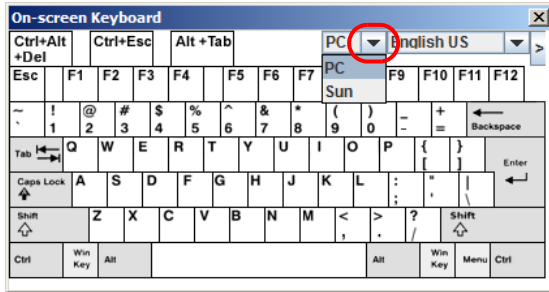 On-screen Keyboard X
Ctrl+Alt +Del Ctrl+Esc Alt +Tab PC English US >
PC
Sun
Esc F1 F2 F3 F4 F5 F6 F7 F9 F10 F11 F12
~ ! @ # $ % ^ & * ( ) _ + Backspace
` 1 2 3 4 5 6 7 8 9 0 - =
Tab Q W E R T Y U I O P { [ } ] Enter
Caps Lock A S D F G H J K L : ; " ' | \
Shift Z X C V B N M < , > . ? / Shift
Ctrl Win Key Alt Alt Win Key Menu Ctrl